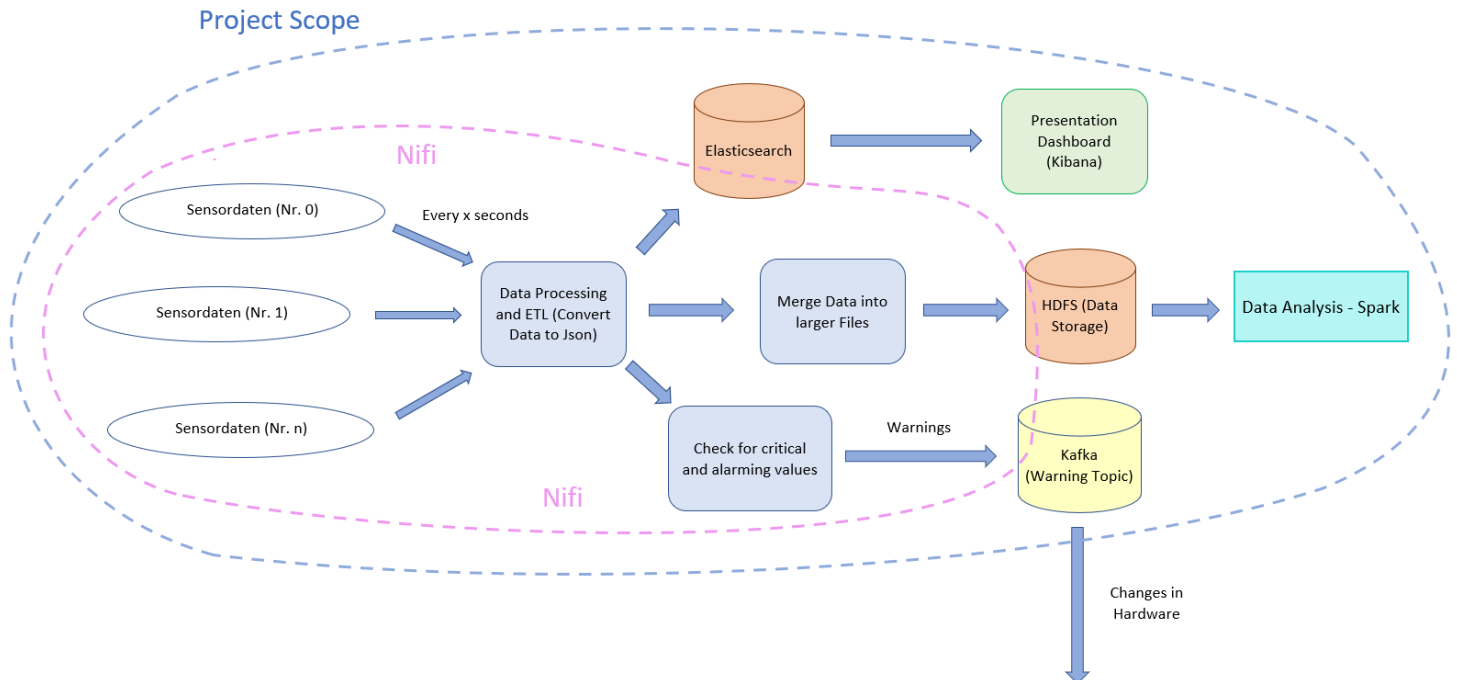 Project Scope
Nifi
Elasticsearch
Presentation
Dashboard
(Kibana)
Sensordaten (Nr. 0)
Every x seconds
Sensordaten (Nr. 1)
Data Processing
and ETL (Convert
Data to Json)
Merge Data into
larger Files
HDFS (Data
Storage)
Data Analysis - Spark
Sensordaten (Nr. n)
Check for critical
and alarming values
Warnings
Kafka
(Warning Topic)
Nifi
Changes in
Hardware